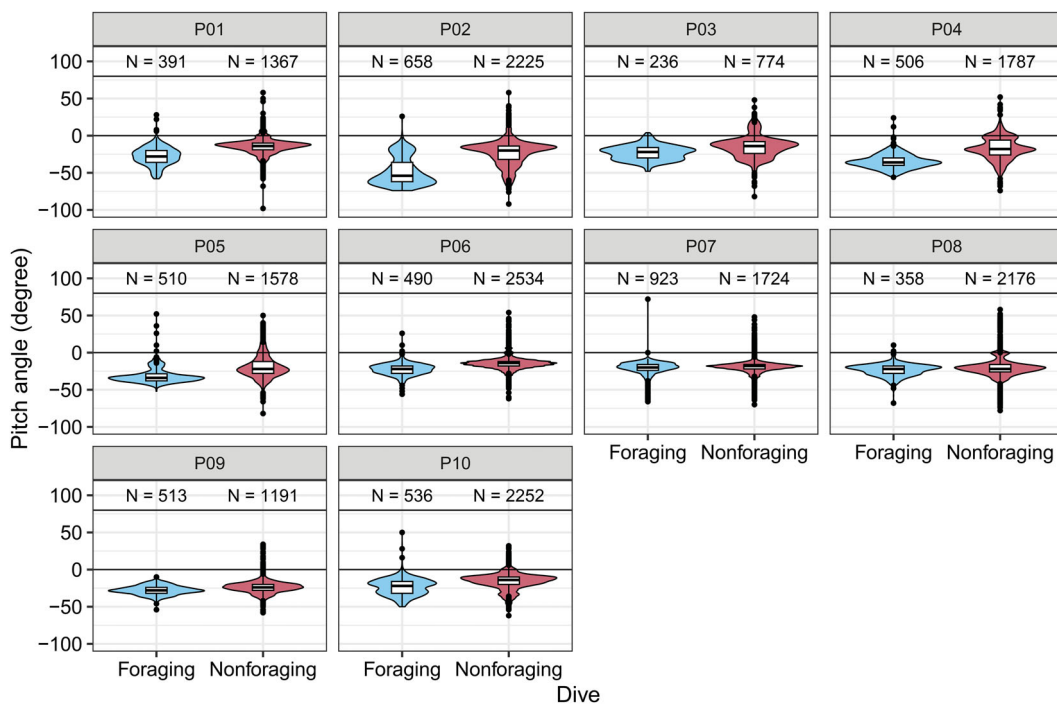 P01 P02 P03 P04
100 N = 391 N = 1367 N = 658 N = 2225 N = 236 N = 774 N = 506 N = 1787
50
0
−50
−100
P05 P06 P07 P08
100 N = 510 N = 1578 N = 490 N = 2534 N = 923 N = 1724 N = 358 N = 2176
50
0
−50
−100
Foraging Nonforaging Foraging Nonforaging
P09 P10
100 N = 513 N = 1191 N = 536 N = 2252
50
0
−50
−100
Foraging Nonforaging Foraging Nonforaging
Dive
Pitch angle (degree)